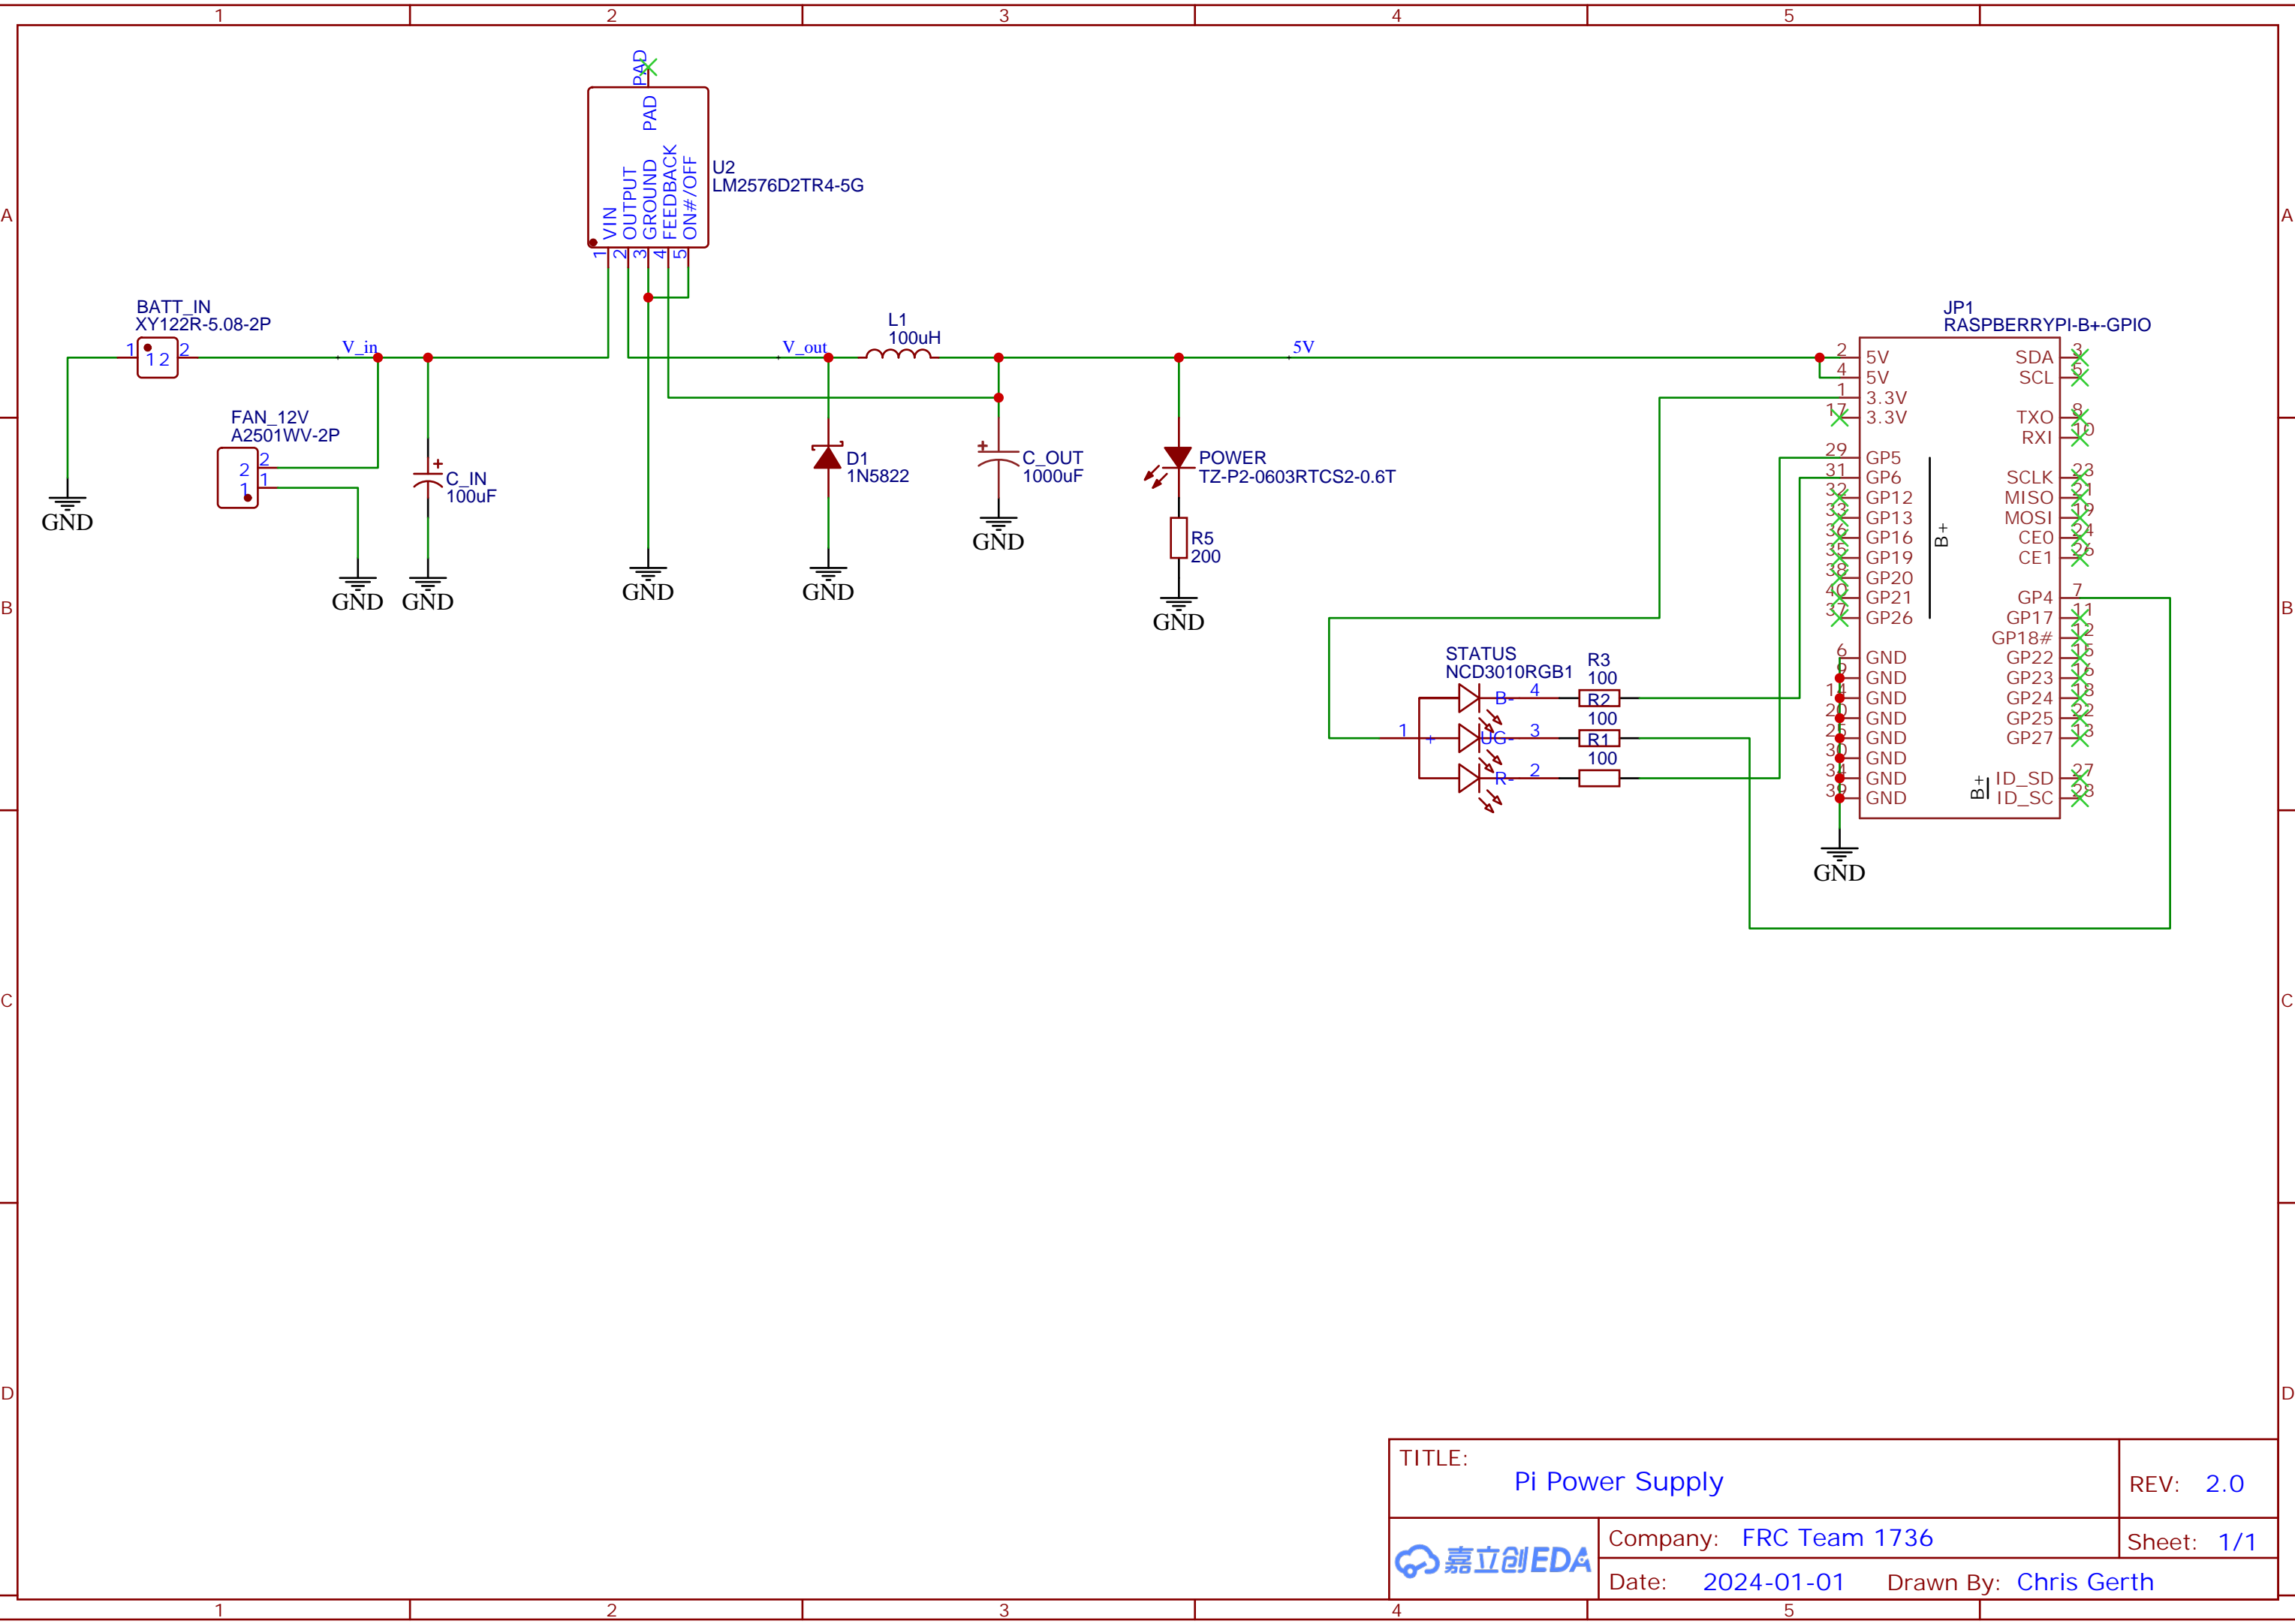 1 2 3 4 5
A A
B B
C C
D D
PAD
PAD
VIN
OUTPUT
GROUND
FEEDBACK
ON#/OFF
1 2 3 4 5
U2
LM2576D2TR4-5G
BATT_IN
XY122R-5.08-2P
1 1 2 2
V_in
FAN_12V
A2501WV-2P
2 2
1 1
C_IN
100uF
GND
GND
GND
GND
V_out
L1
100uH
D1
1N5822
GND
C_OUT
1000uF
GND
5V
POWER
TZ-P2-0603RTCS2-0.6T
R5
200
GND
STATUS
NCD3010RGB1
1 +
B- 4
UG- 3
R- 2
R3
100
R2
100
R1
100
JP1
RASPBERRYPI-B+-GPIO
2 5V SDA 3
4 5V SCL 5
1 3.3V
17 3.3V TXO 8
RXI 10
29 GP5
31 GP6 SCLK 23
32 GP12 MISO 21
33 GP13 MOSI 19
36 GP16 CE0 24
35 GP19 CE1 26
38 GP20
40 GP21 GP4 7
37 GP26 GP17 11
B+
GP18# 12
6 GND GP22 15
9 GND GP23 16
14 GND GP24 18
20 GND GP25 22
25 GND GP27 13
30 GND
34 GND ID_SD 27
39 GND ID_SC 28
B+
GND
TITLE:
Pi Power Supply
REV: 2.0
嘉立创EDA
Company: FRC Team 1736
Sheet: 1/1
Date: 2024-01-01 Drawn By: Chris Gerth
1 2 3 4 5